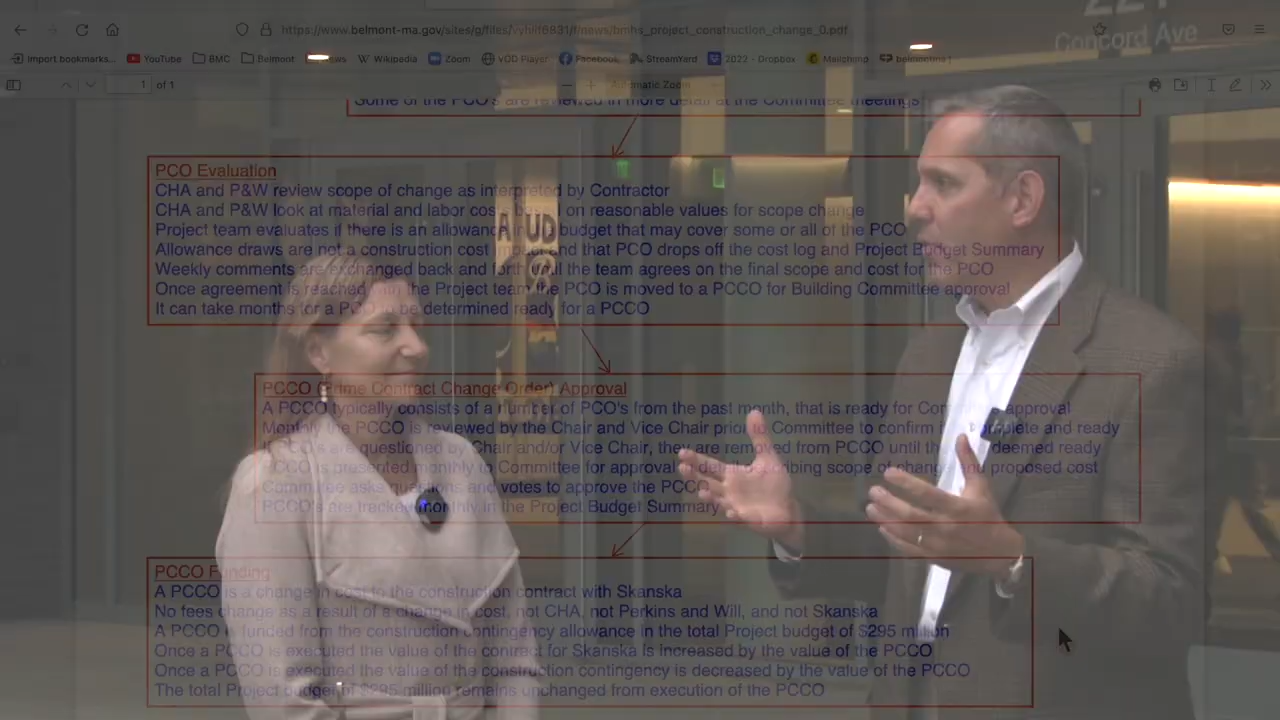 221
Concord Ave
https://www.belmont-ma.gov/sites/g/files/vyhlif6831/f/news/bmhs_project_construction_change_0.pdf
Import bookmarks... YouTube BMC Belmont Wikipedia Zoom VOD Player Facebook StreamYard 2022 - Dropbox Mailchimp
1 of 1 Automatic Zoom
Some of the PCO's are reviewed in more detail at the Committee meetings
PCO Evaluation
CHA and P&W review scope of change as interpreted by Contractor
CHA and P&W look at material and labor cost based on reasonable values for scope change
Project team evaluates if there is an allowance in budget that may cover some or all of the PCO
Allowance draws are not a construction cost impact and that PCO drops off the cost log and Project Budget Summary
Weekly comments are exchanged back and forth till the team agrees on the final scope and cost for the PCO
Once agreement is reached with the Project team the PCO is moved to a PCCO for Building Committee approval
It can take months for a PCO to be determined ready for a PCCO
PCCO (Prime Contract Change Order) Approval
A PCCO typically consists of a number of PCO's from the past month, that is ready for Committee approval
Monthly the PCCO is reviewed by the Chair and Vice Chair prior to Committee to confirm it complete and ready
are questioned by Chair and/or Vice Chair, they are removed from PCCO until deemed ready
PCCO is presented monthly to Committee for approval detail describing scope of change and proposed cost
Committee asks questions and votes to approve the PCCO
PCCO's are tracked monthly in the Project Budget Summary
PCCO Funding
A PCCO is a change in cost to the construction contract with Skanska
No fees change as a result of a change in cost, not CHA, not Perkins and Will, and not Skanska
A PCCO is funded from the construction contingency allowance in the total Project budget of $295 million
Once a PCCO is executed the value of the contract for Skanska is increased by the value of the PCCO
Once a PCCO is executed the value of the construction contingency is decreased by the value of the PCCO
The total Project budget of $295 million remains unchanged from execution of the PCCO